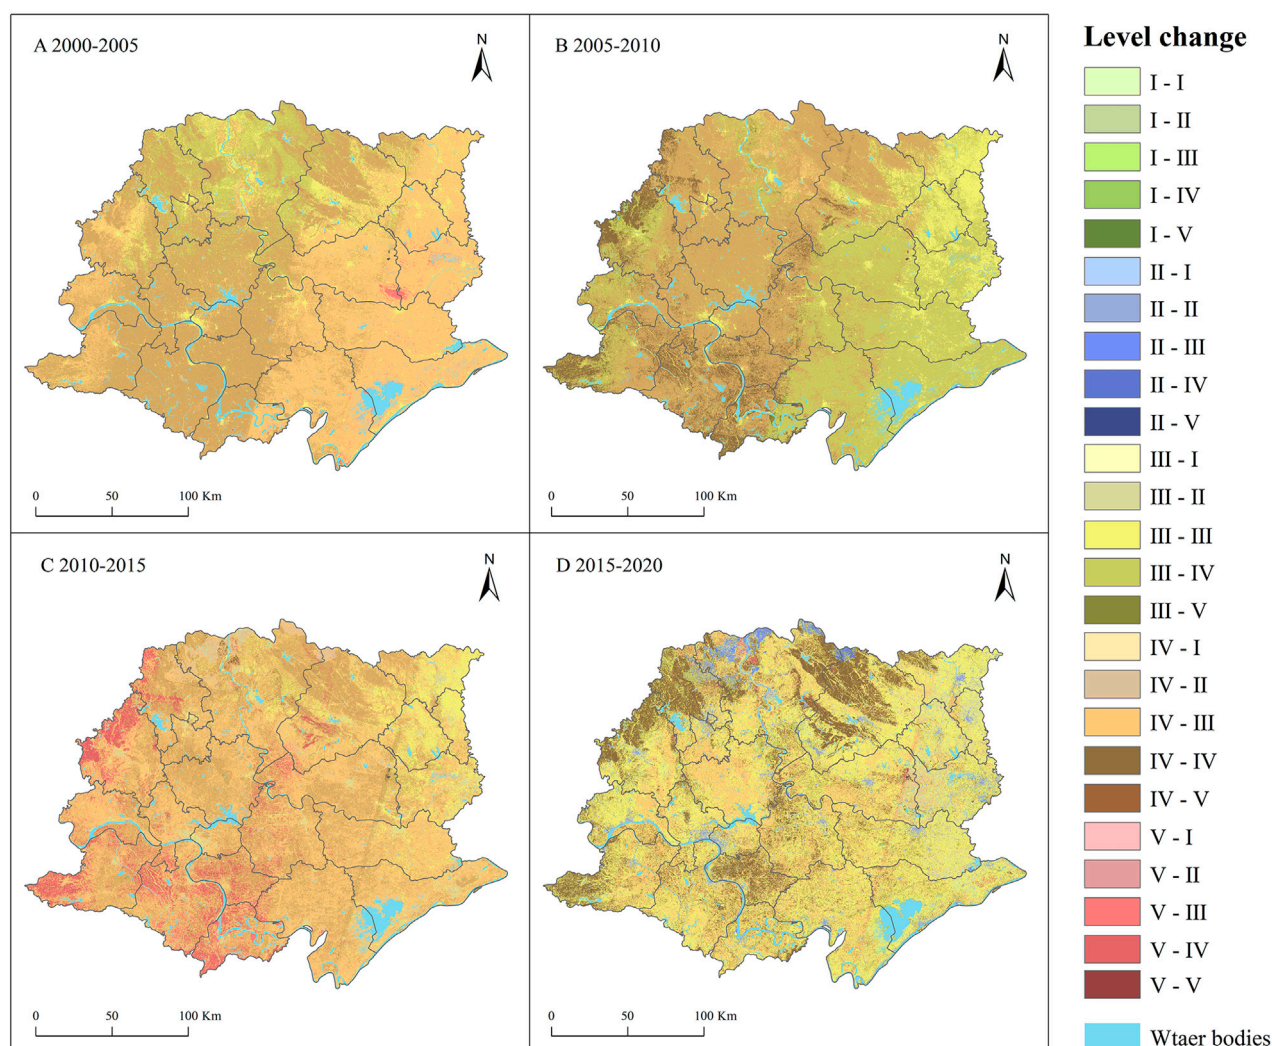 A 2000-2005
N
0 50 100 Km
B 2005-2010
N
0 50 100 Km
C 2010-2015
N
0 50 100 Km
D 2015-2020
N
0 50 100 Km
Level change
I - I
I - II
I - III
I - IV
I - V
II - I
II - II
II - III
II - IV
II - V
III - I
III - II
III - III
III - IV
III - V
IV - I
IV - II
IV - III
IV - IV
IV - V
V - I
V - II
V - III
V - IV
V - V
Wtaer bodies